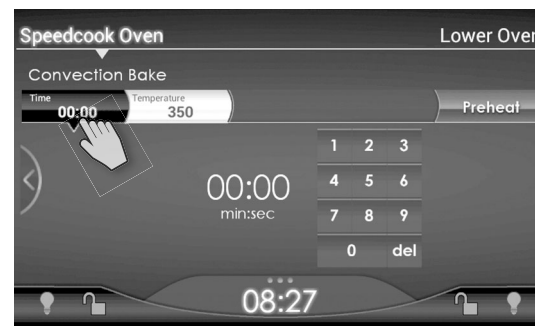 Speedcook Oven Lower Oven
Convection Bake
Time Temperature
00:00 350 Preheat
1 2 3
00:00 4 5 6
min:sec
7 8 9
0 del
08:27